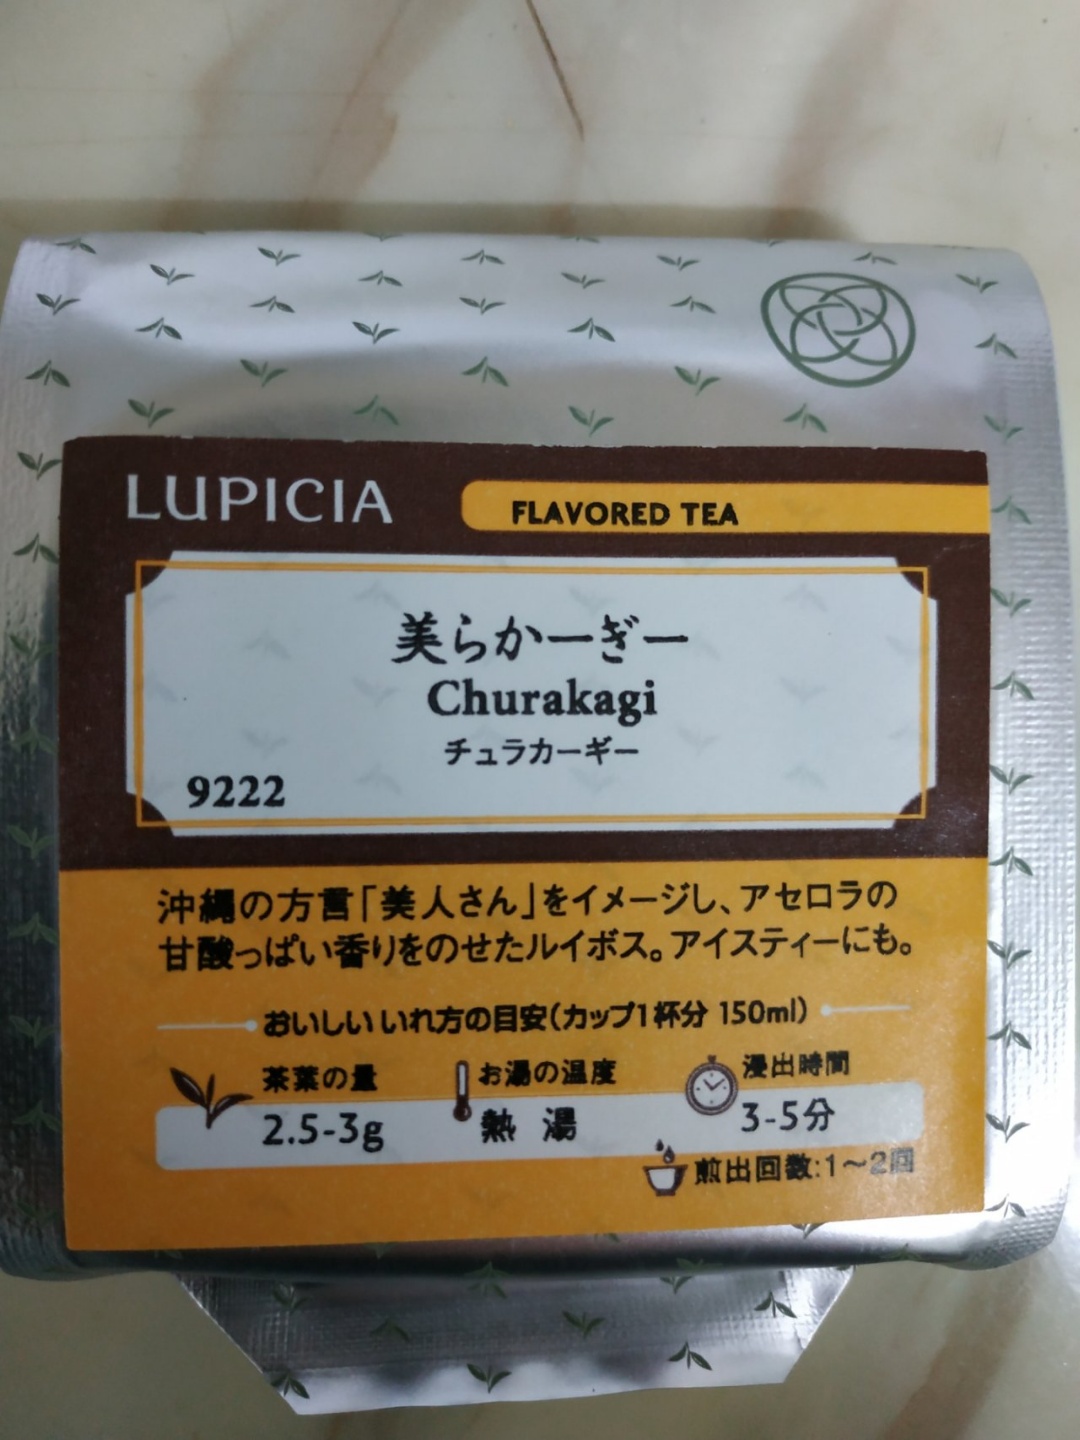 LUPICIA
FLAVORED TEA
美らかーぎー
Churakagi
チュラカーギー
9222
沖縄の方言「美人さん」をイメージし、アセロラの
甘酸っぱい香りをのせたルイボス。アイスティーにも。
おいしいいれ方の目安(カップ1杯分 150ml)
茶葉の量
2.5-3g
お湯の温度
熱湯
浸出時間
3-5分
煎出回数:1〜2回